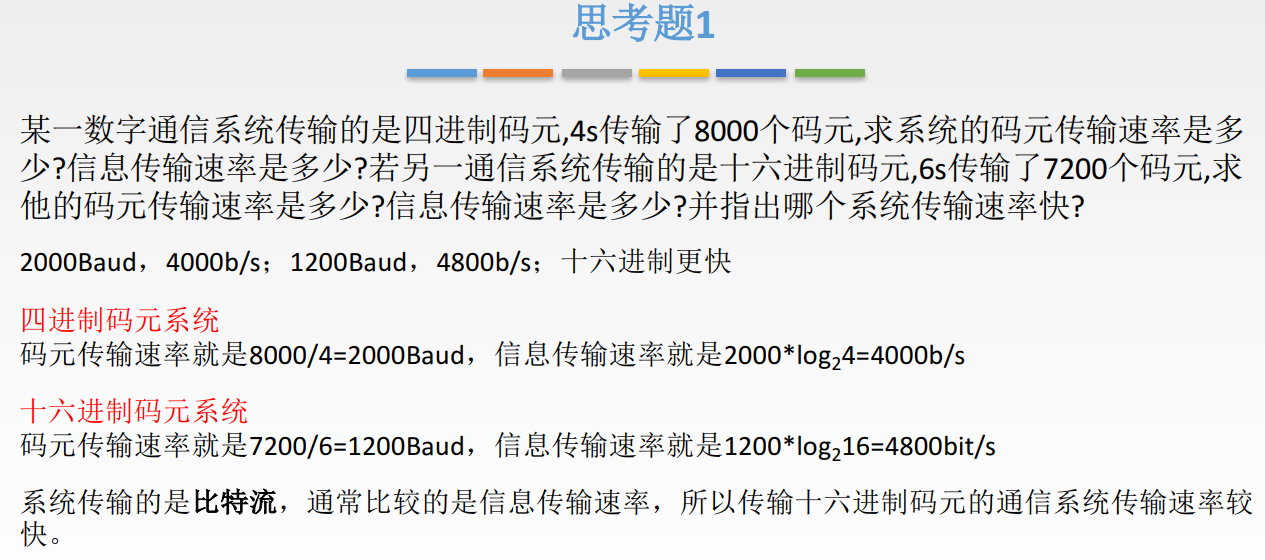 思考题1
某一数字通信系统传输的是四进制码元,4s传输了8000个码元,求系统的码元传输速率是多
少?信息传输速率是多少?若另一通信系统传输的是十六进制码元,6s传输了7200个码元,求
他的码元传输速率是多少?信息传输速率是多少?并指出哪个系统传输速率快?
2000Baud，4000b/s；1200Baud，4800b/s；十六进制更快
四进制码元系统
码元传输速率就是8000/4=2000Baud，信息传输速率就是2000*log₂4=4000b/s
十六进制码元系统
码元传输速率就是7200/6=1200Baud，信息传输速率就是1200*log₂16=4800bit/s
系统传输的是比特流，通常比较的是信息传输速率，所以传输十六进制码元的通信系统传输速率较
快。